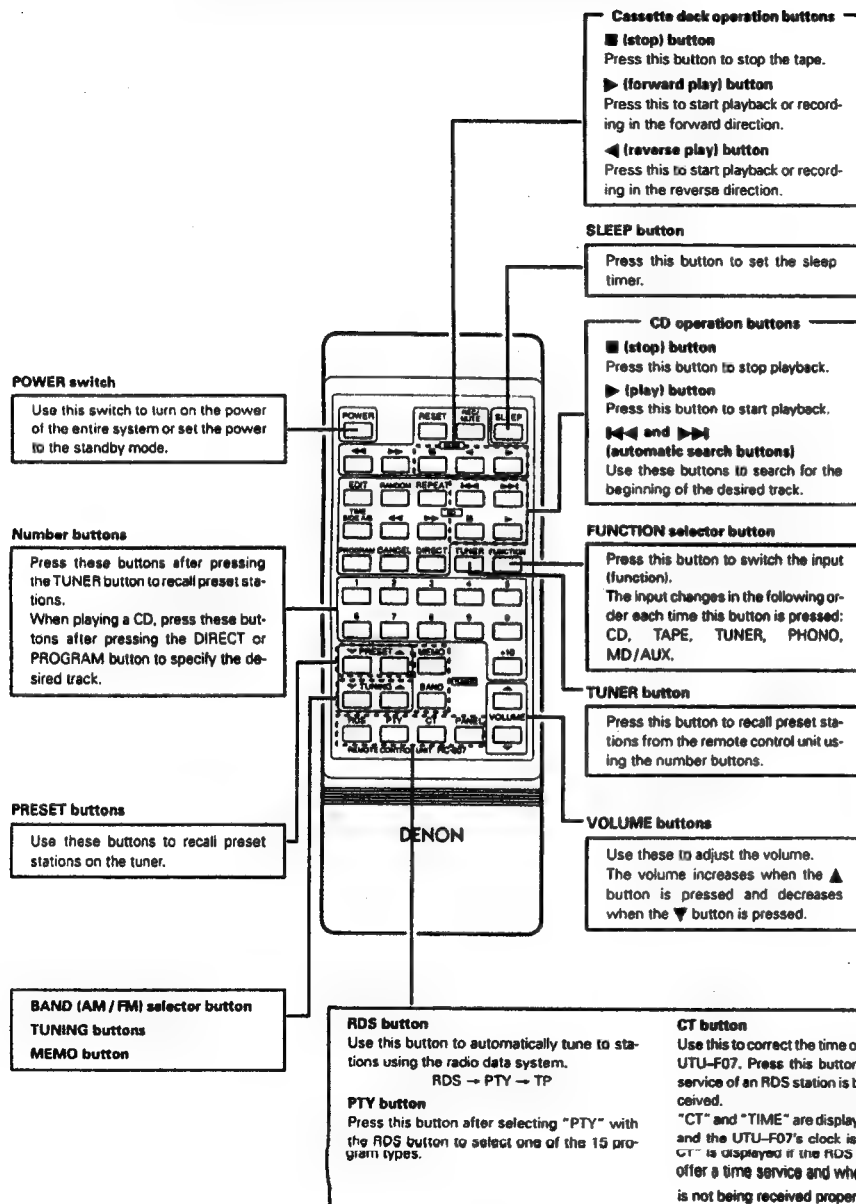 Cassette deck operation buttons
■ (stop) button
Press this button to stop the tape.
▶ (forward play) button
Press this to start playback or record-
ing in the forward direction.
◀ (reverse play) button
Press this to start playback or record-
ing in the reverse direction.
SLEEP button
Press this button to set the sleep
timer.
CD operation buttons
■ (stop) button
Press this button to stop playback.
▶ (play) button
Press this button to start playback.
|◀◀ and ▶▶|
(automatic search buttons)
Use these buttons to search for the
beginning of the desired track.
FUNCTION selector button
Press this button to switch the input
(function).
The input changes in the following or-
der each time this button is pressed:
CD, TAPE, TUNER, PHONO,
MD/AUX.
TUNER button
Press this button to recall preset sta-
tions from the remote control unit us-
ing the number buttons.
VOLUME buttons
Use these to adjust the volume.
The volume increases when the ▲
button is pressed and decreases
when the ▼ button is pressed.
POWER switch
Use this switch to turn on the power
of the entire system or set the power
to the standby mode.
Number buttons
Press these buttons after pressing
the TUNER button to recall preset sta-
tions.
When playing a CD, press these but-
tons after pressing the DIRECT or
PROGRAM button to specify the de-
sired track.
PRESET buttons
Use these buttons to recall preset
stations on the tuner.
BAND (AM / FM) selector button
TUNING buttons
MEMO button
POWER RESET REC/MUTE SLEEP
◀◀ ▶▶ ■ ◀ ▶
EDIT RANDOM REPEAT |◀◀ ▶▶|
TIME
SIDE A/B ◀◀ ▶▶ ■ ▶
PROGRAM CANCEL DIRECT TUNER FUNCTION
1 2 3 4 5
6 7 8 9 0
PRESET MEMO +10
TUNING BAND
VOLUME
RDS PTY CT PANEL
REMOTE CONTROL UNIT
DENON
RDS button
Use this button to automatically tune to sta-
tions using the radio data system.
RDS → PTY → TP
PTY button
Press this button after selecting "PTY" with
the RDS button to select one of the 15 pro-
gram types.
CT button
Use this to correct the time o
UTU–F07. Press this button
service of an RDS station is b
ceived.
"CT" and "TIME" are display
and the UTU–F07's clock is
CT" is displayed if the RDS
offer a time service and whe
is not being received proper